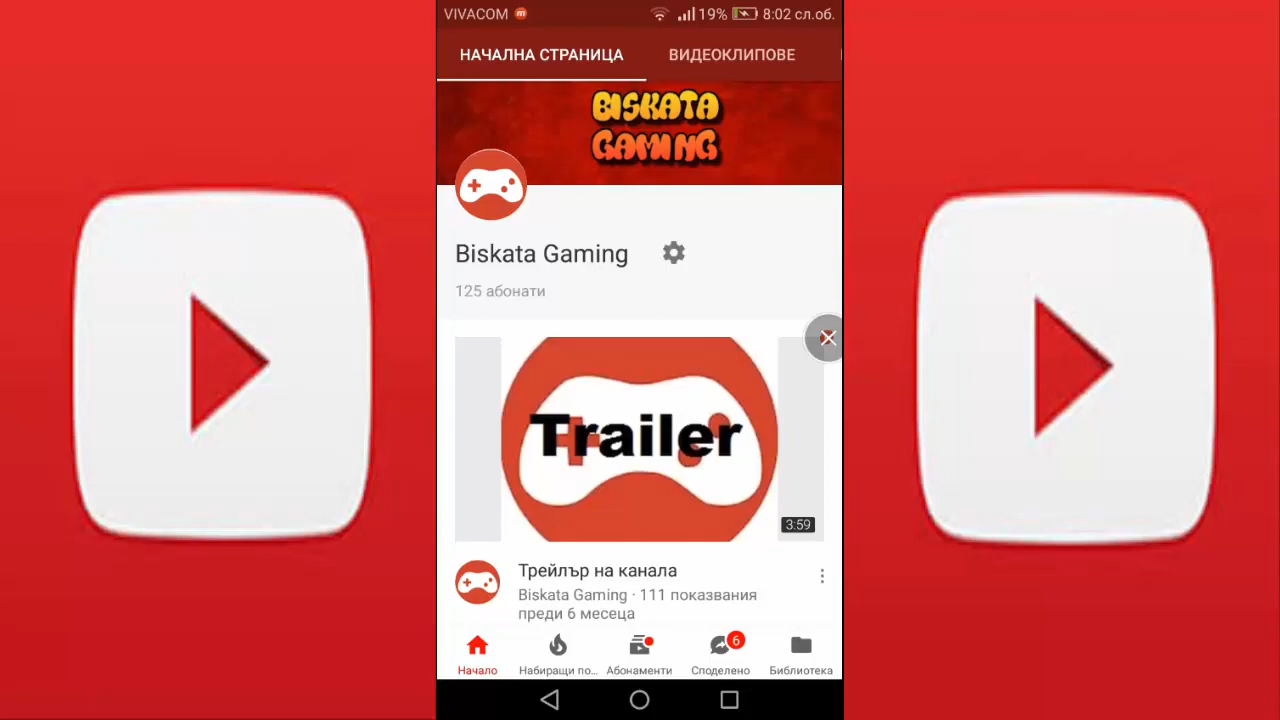 VIVACOM
19% 8:02 сл.об.
НАЧАЛНА СТРАНИЦА ВИДЕОКЛИПОВЕ
BISKATA
GAMING
Biskata Gaming
125 абонати
Trailer
3:59
Трейлър на канала
Biskata Gaming · 111 показвания
преди 6 месеца
6
Начало Набиращи по... Абонаменти Споделено Библиотека